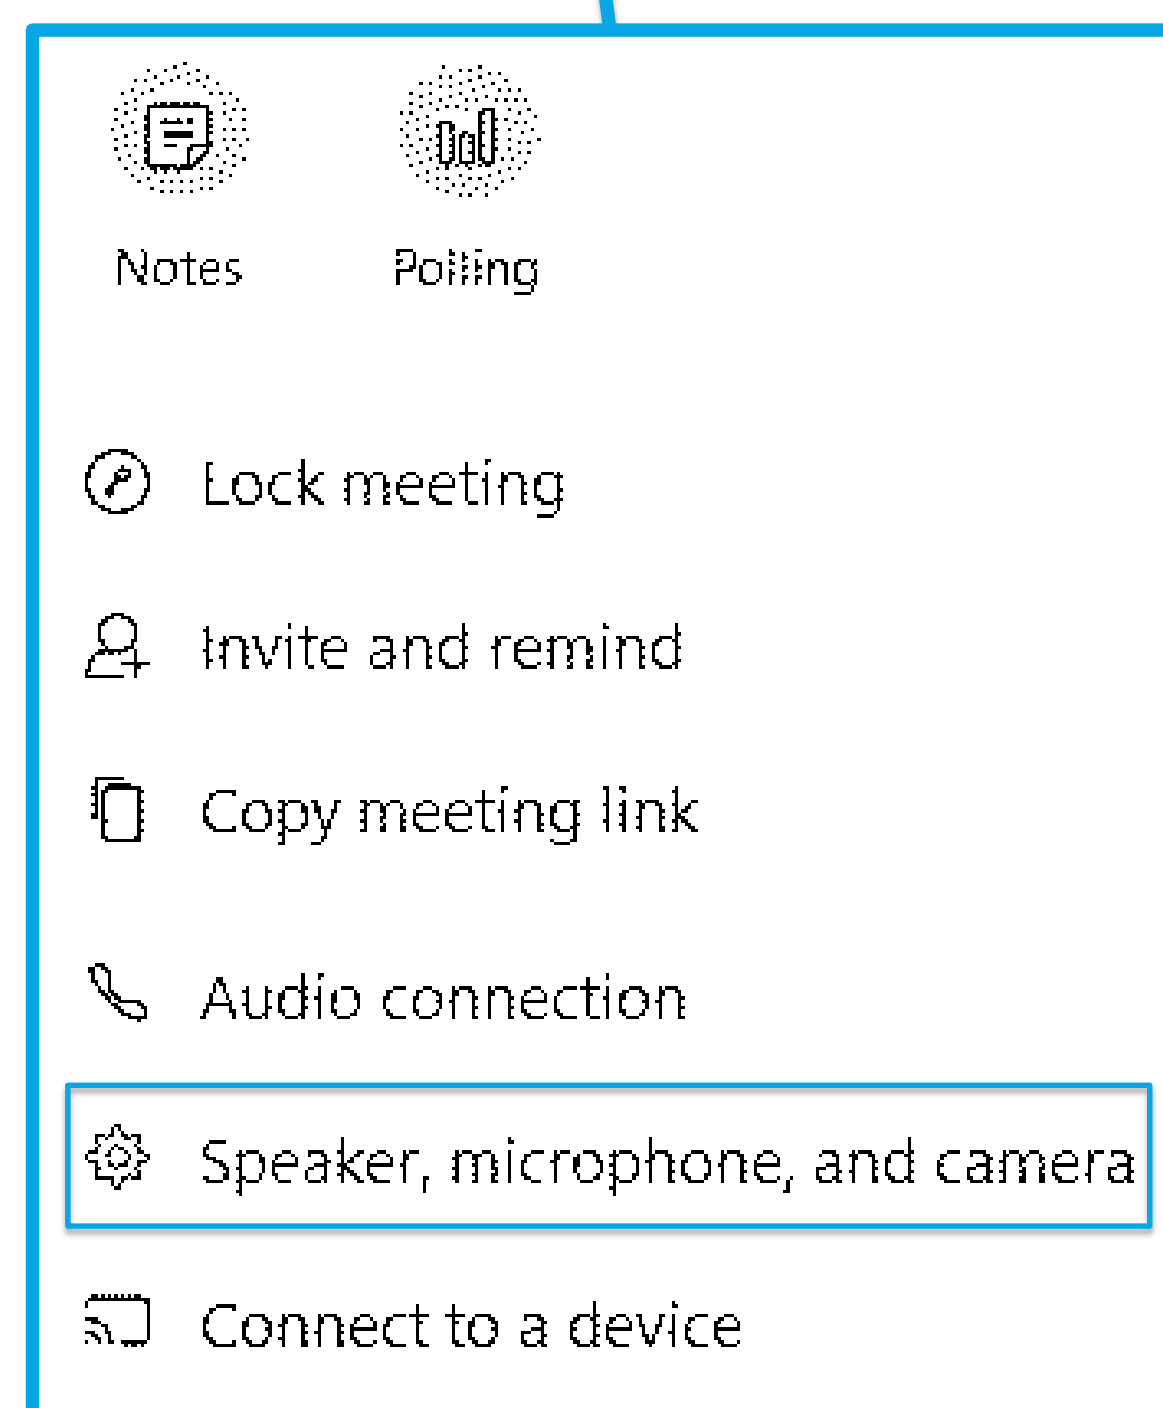 Notes Polling
Lock meeting
Invite and remind
Copy meeting link
Audio connection
Speaker, microphone, and camera
Connect to a device